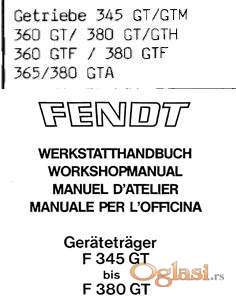 Getriebe 345 GT/GTM
360 GT/ 380 GT/GTH
360 GTF / 380 GTF
365/380 GTA
FENDT
WERKSTATTHANDBUCH
WORKSHOPMANUAL
MANUEL D'ATELIER
MANUALE PER L'OFFICINA
Geräteträger
F 345 GT
bis
F 380 GT
Oglasi.rs